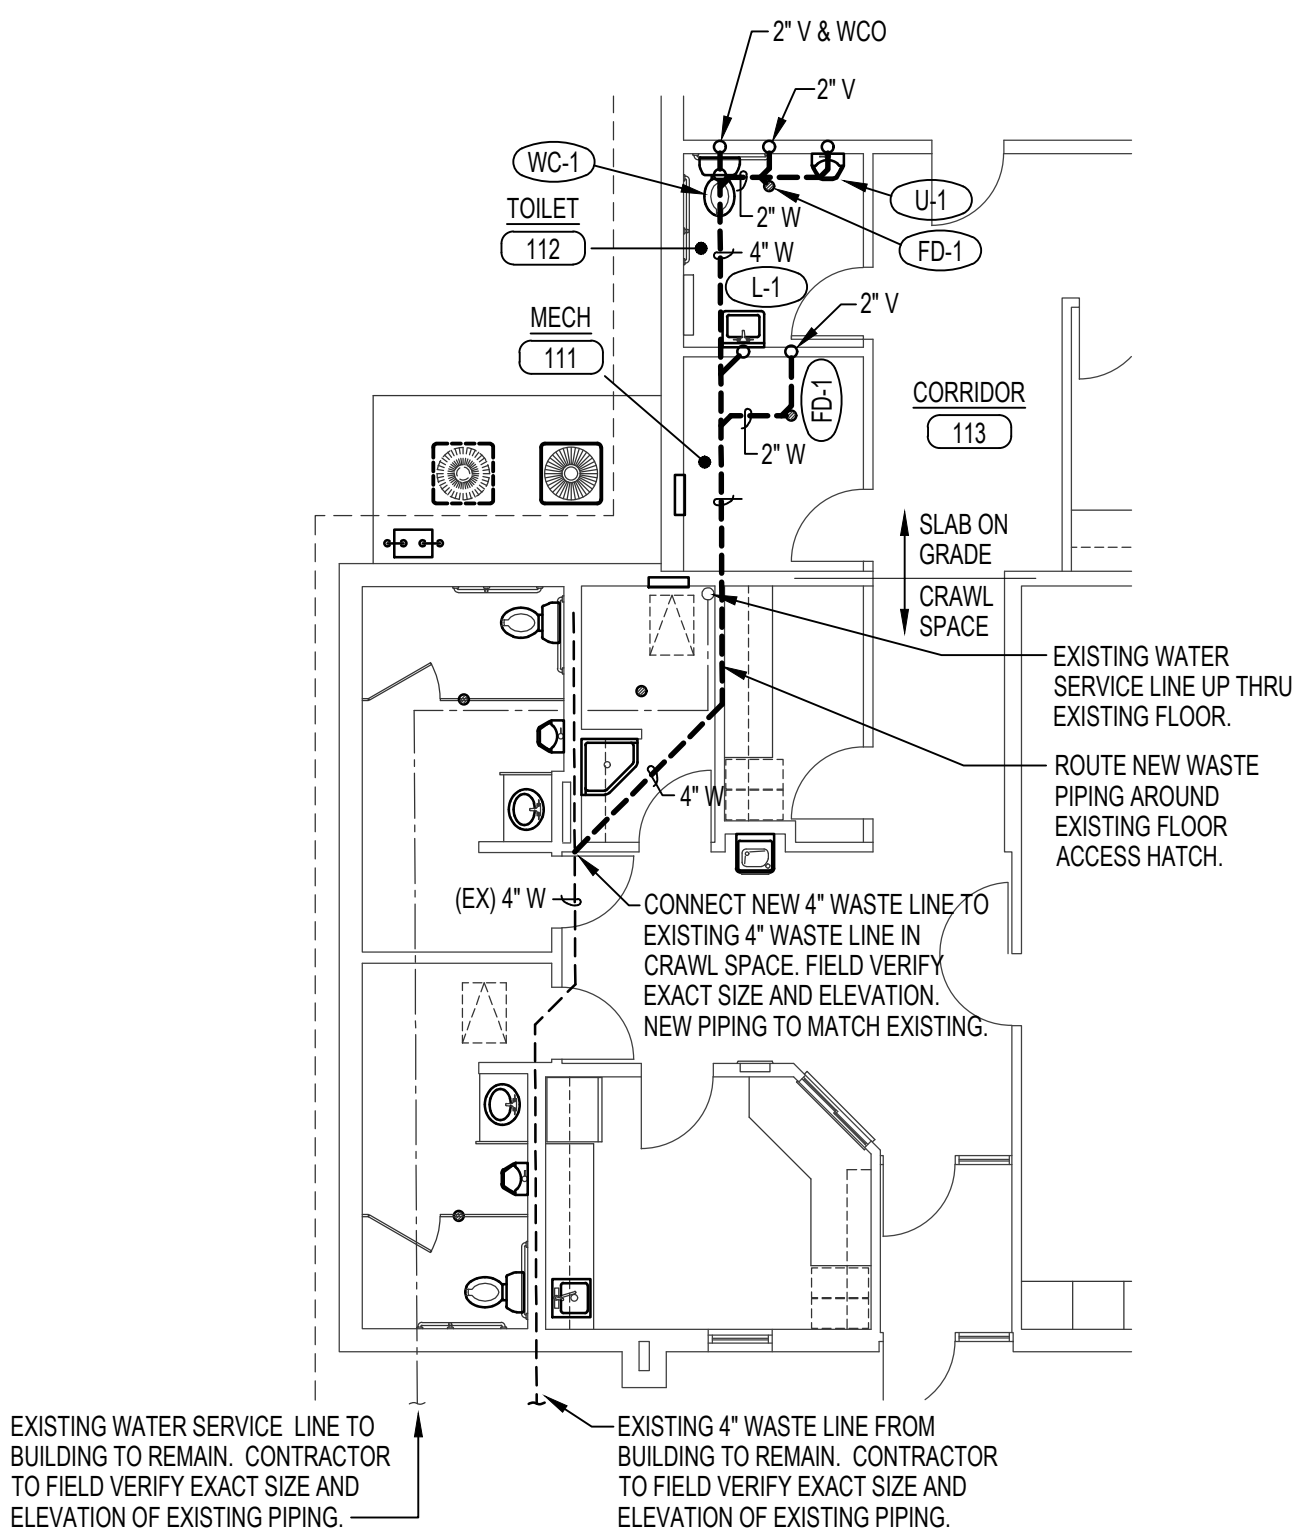 2" V & WCO
2" V
WC-1
U-1
TOILET
112
2" W
FD-1
4" W
L-1
2" V
MECH
111
FD-1
CORRIDOR
113
2" W
SLAB ON
GRADE
CRAWL
SPACE
EXISTING WATER
SERVICE LINE UP THRU
EXISTING FLOOR.
ROUTE NEW WASTE
PIPING AROUND
EXISTING FLOOR
ACCESS HATCH.
4" W
(EX) 4" W
CONNECT NEW 4" WASTE LINE TO
EXISTING 4" WASTE LINE IN
CRAWL SPACE. FIELD VERIFY
EXACT SIZE AND ELEVATION.
NEW PIPING TO MATCH EXISTING.
EXISTING WATER SERVICE LINE TO
BUILDING TO REMAIN. CONTRACTOR
TO FIELD VERIFY EXACT SIZE AND
ELEVATION OF EXISTING PIPING.
EXISTING 4" WASTE LINE FROM
BUILDING TO REMAIN. CONTRACTOR
TO FIELD VERIFY EXACT SIZE AND
ELEVATION OF EXISTING PIPING.